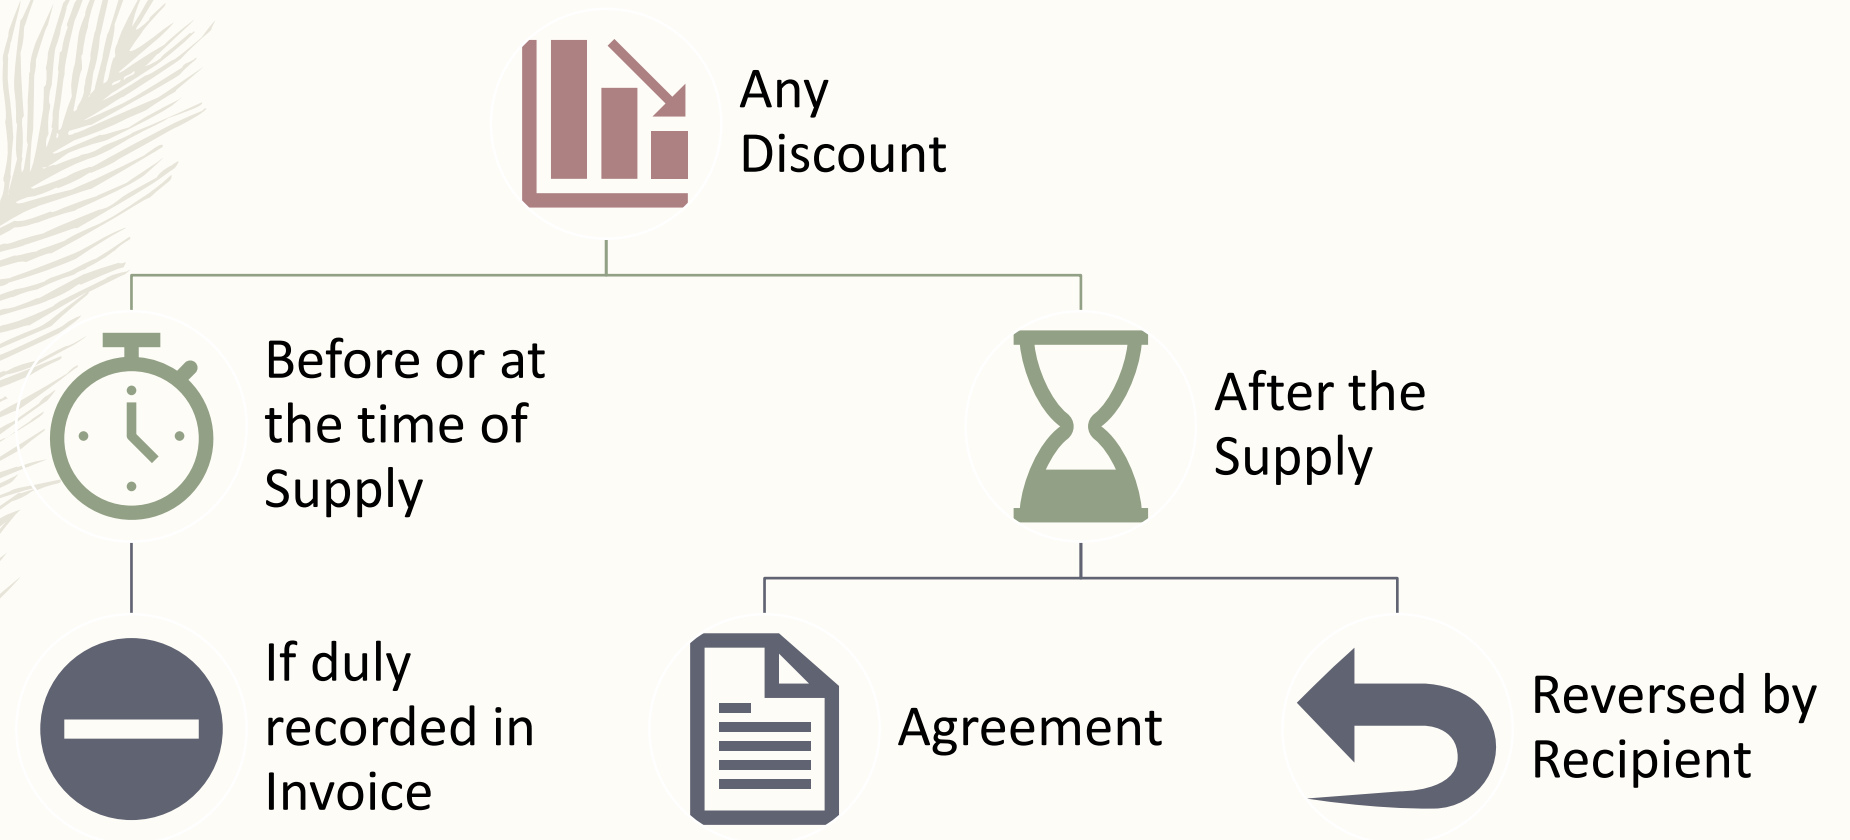 Any
Discount
Before or at
the time of
Supply
After the
Supply
If duly
recorded in
Invoice
Agreement
Reversed by
Recipient